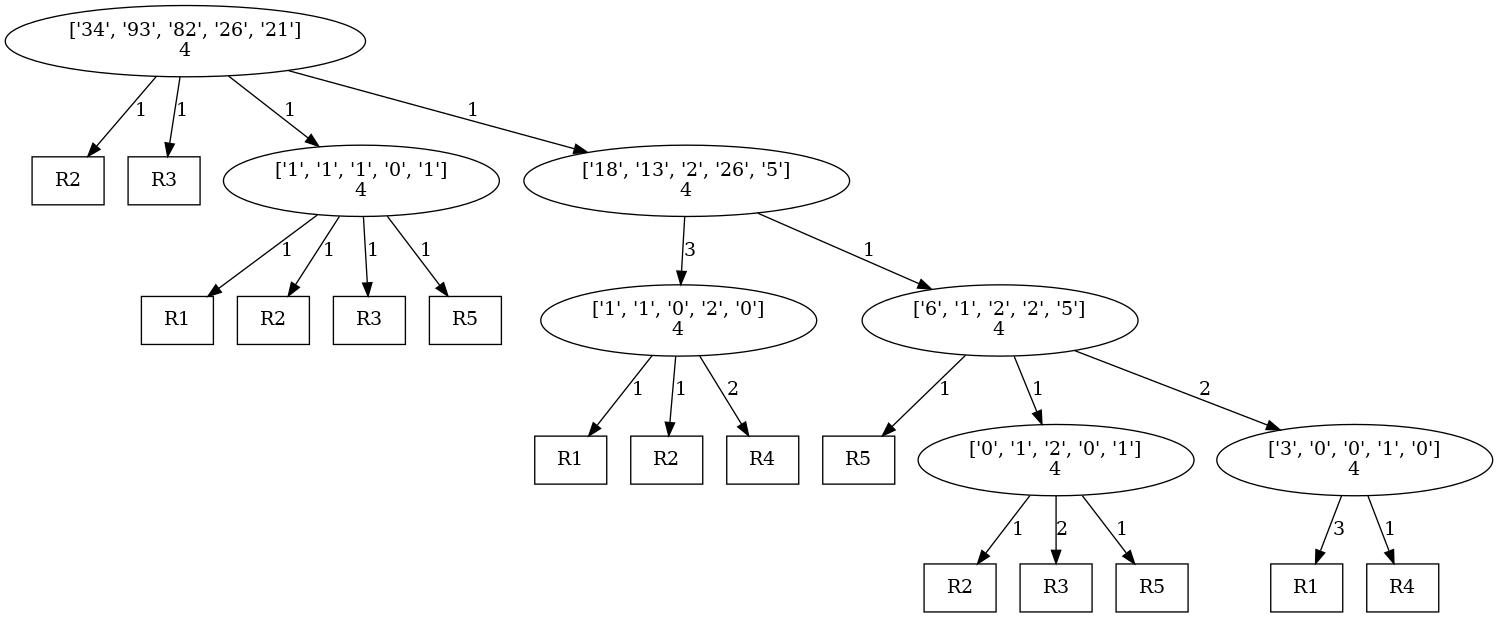 ['34', '93', '82', '26', '21']
4
1
1
1
1
R2
R3
['1', '1', '1', '0', '1']
4
['18', '13', '2', '26', '5']
4
1
1
1
1
3
1
R1
R2
R3
R5
['1', '1', '0', '2', '0']
4
['6', '1', '2', '2', '5']
4
1
1
2
1
1
2
R1
R2
R4
R5
['0', '1', '2', '0', '1']
4
['3', '0', '0', '1', '0']
4
1
2
1
3
1
R2
R3
R5
R1
R4